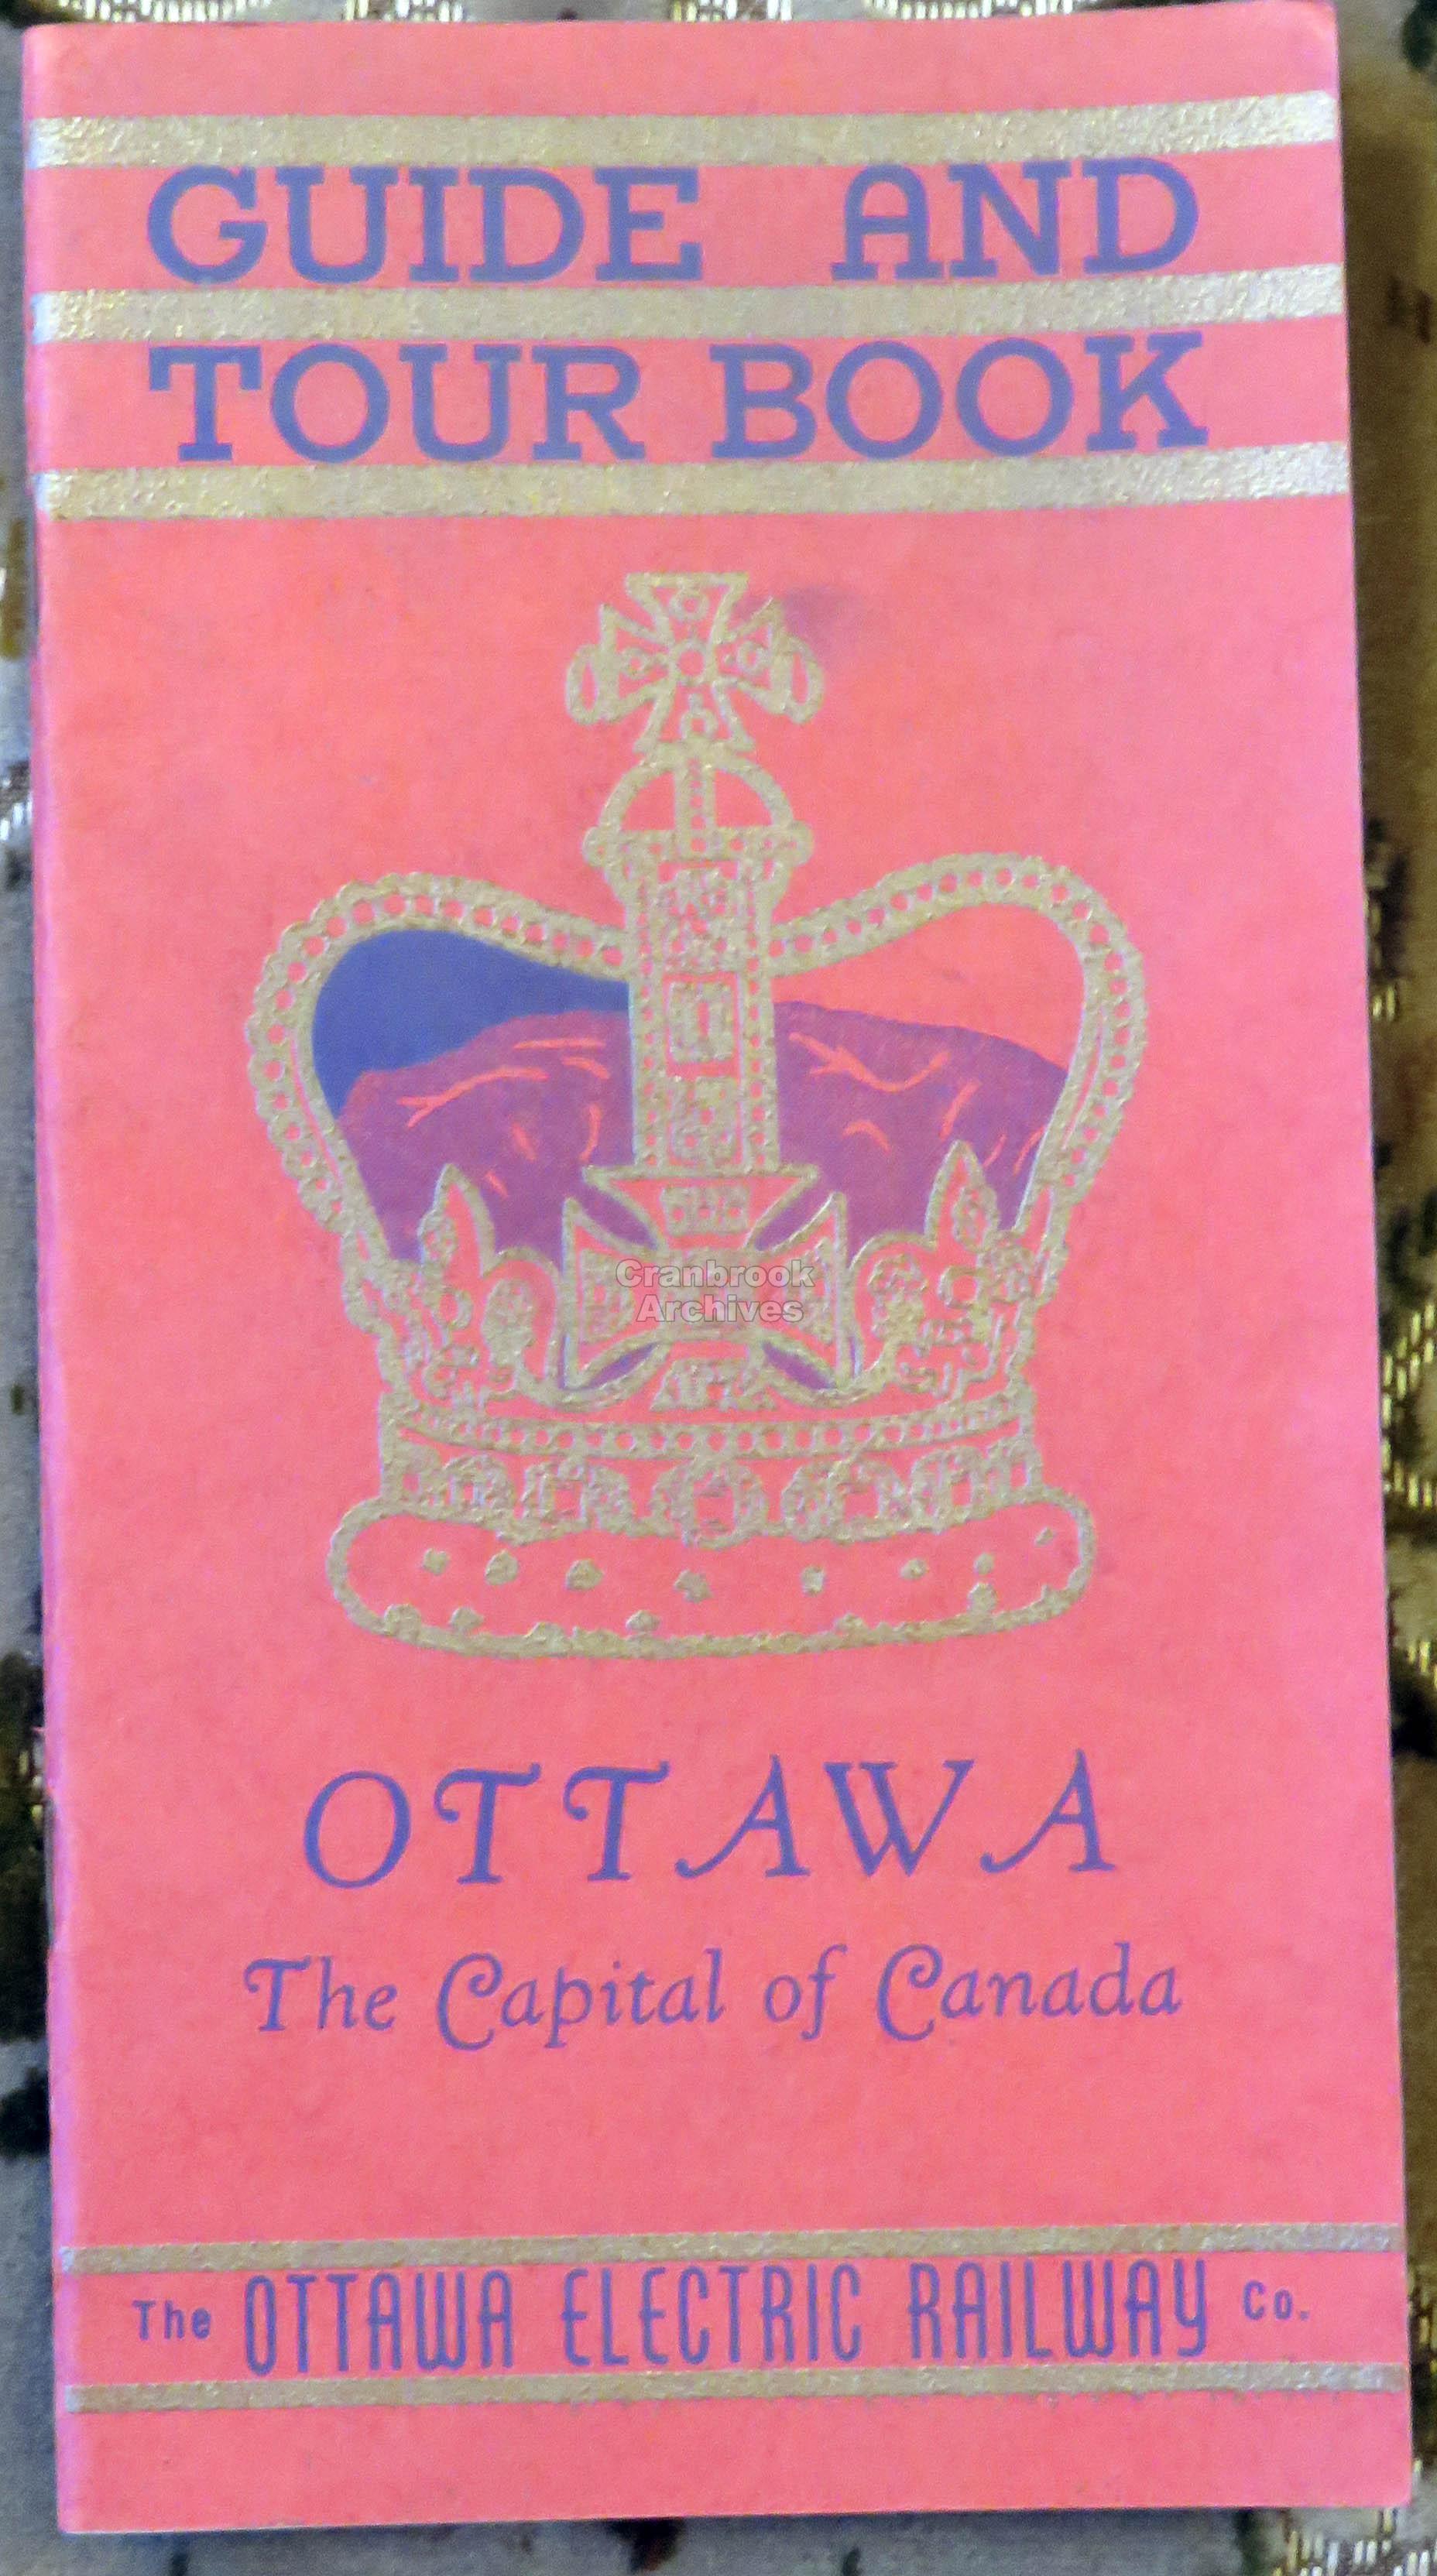 GUIDE AND
TOUR BOOK
Cranbrook
Archives
OTTAWA
The Capital of Canada
The OTTAWA ELECTRIC RAILWAY Co.